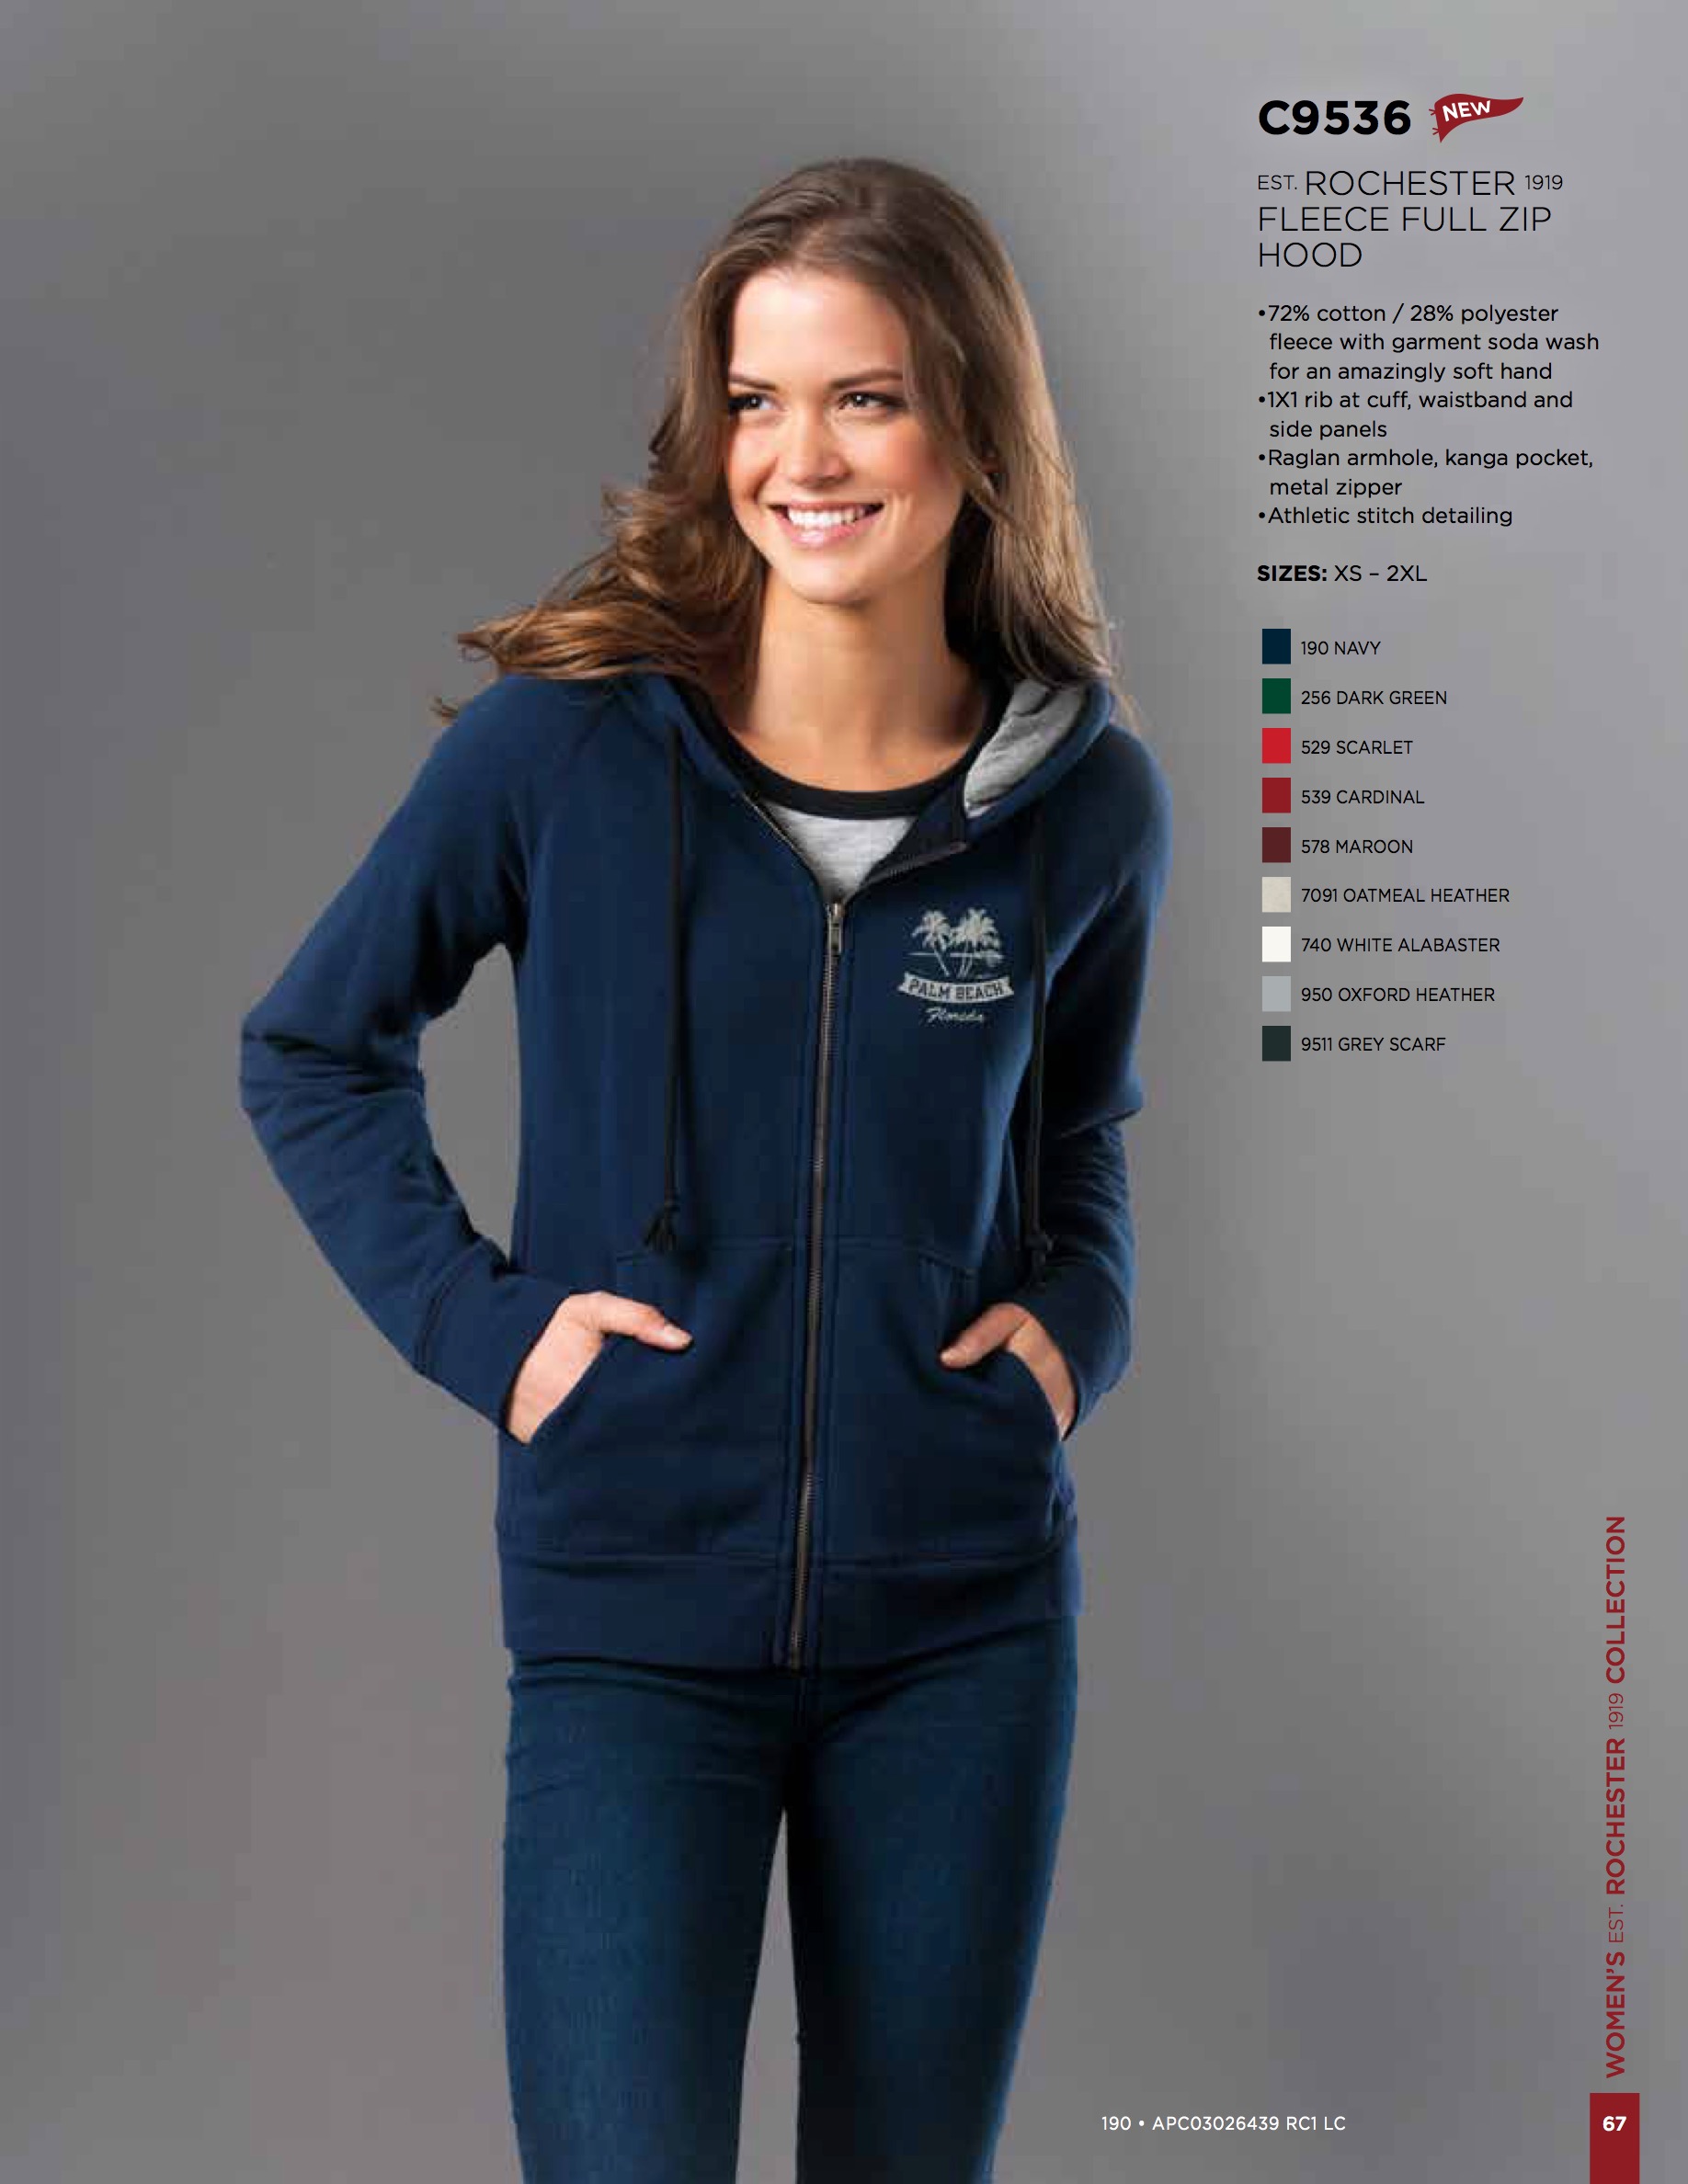 C9536
NEW
EST. ROCHESTER 1919
FLEECE FULL ZIP
HOOD
•72% cotton / 28% polyester
fleece with garment soda wash
for an amazingly soft hand
•1X1 rib at cuff, waistband and
side panels
•Raglan armhole, kanga pocket,
metal zipper
•Athletic stitch detailing
SIZES: XS – 2XL
190 NAVY
256 DARK GREEN
529 SCARLET
539 CARDINAL
578 MAROON
7091 OATMEAL HEATHER
740 WHITE ALABASTER
950 OXFORD HEATHER
9511 GREY SCARF
PALM BEACH
Florida
WOMEN'S EST. ROCHESTER 1919 COLLECTION
190 • APC03026439 RC1 LC
67